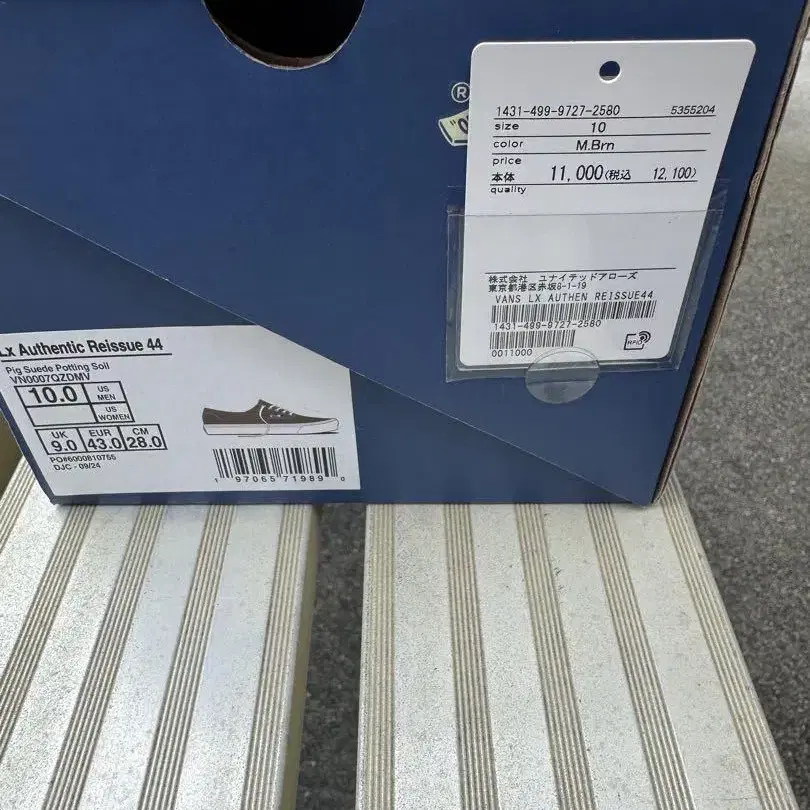 ®
"O
1431-499-9727-2580 5355204
size 10
color M.Brn
price
本体 11,000(税込 12,100)
quality
株式会社 ユナイテッドアローズ
東京都港区赤坂8-1-19
VANS LX AUTHEN REISSUE44
1431-499-9727-2580
0011000
RFID
Lx Authentic Reissue 44
Pig Suede Potting Soil
VN0007QZDMV
10.0 US MEN
US WOMEN
UK 9.0 EUR 43.0 CM 28.0
PO#6000810755
DJC - 09/24
1 97065 71989 0